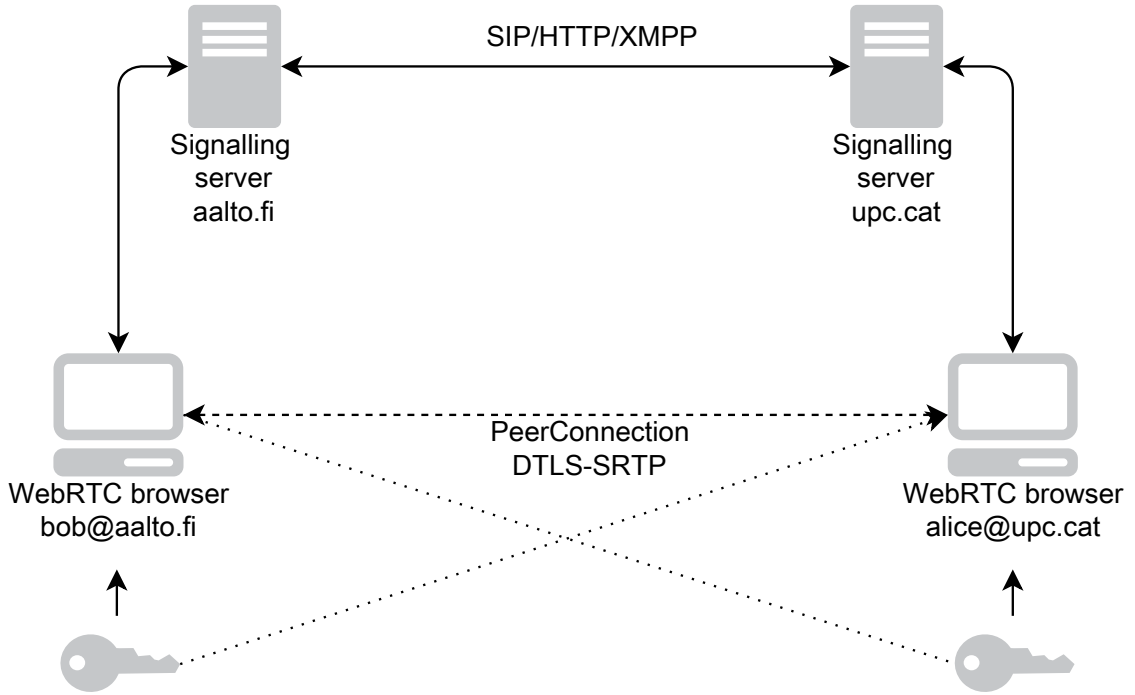 SIP/HTTP/XMPP
Signalling
server
aalto.fi
Signalling
server
upc.cat
PeerConnection
DTLS-SRTP
WebRTC browser
bob@aalto.fi
WebRTC browser
alice@upc.cat